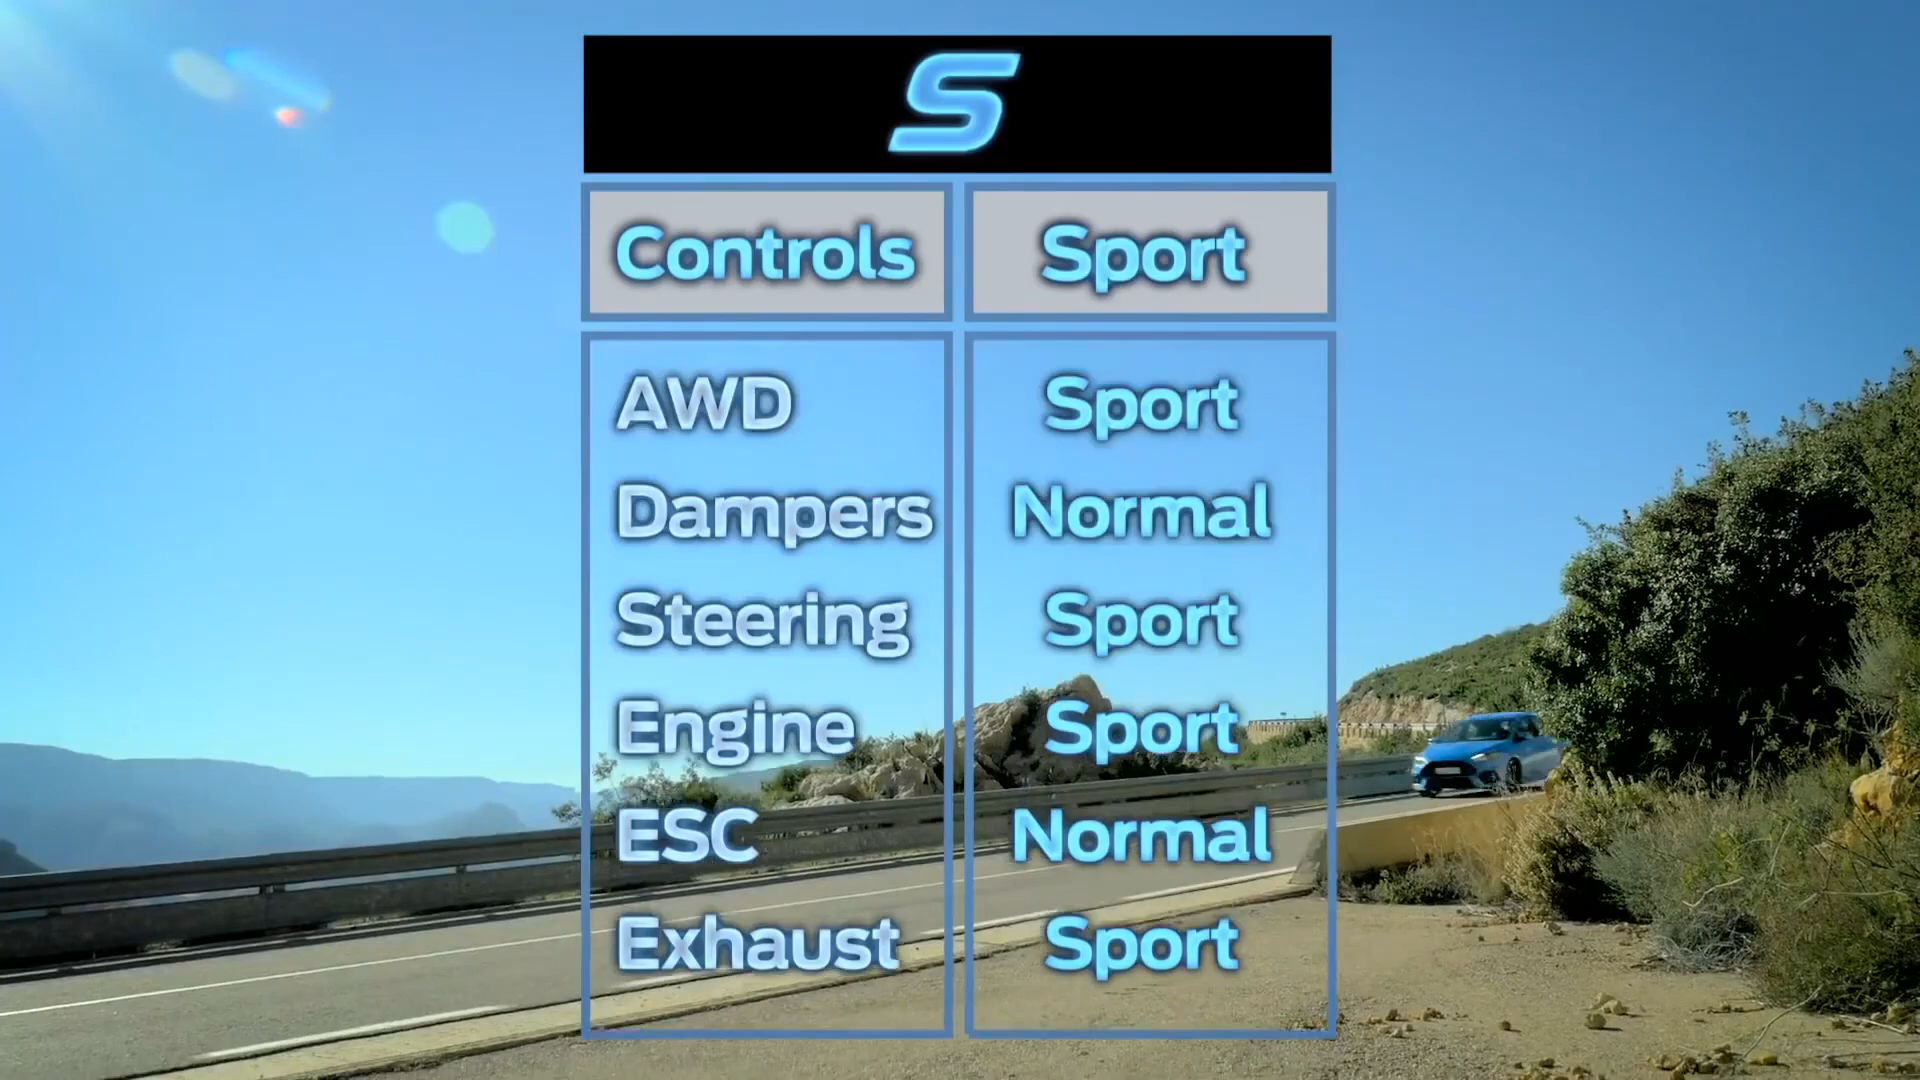 S
Controls Sport
AWD Sport
Dampers Normal
Steering Sport
Engine Sport
ESC Normal
Exhaust Sport